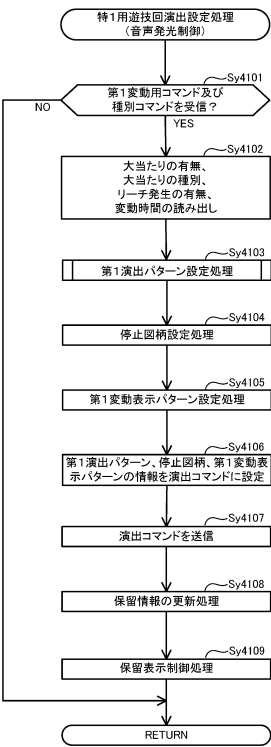 特1用遊技回演出設定処理
（音声発光制御）
Sy4101
第1変動用コマンド及び
種別コマンドを受信？
NO
YES
Sy4102
大当たりの有無、
大当たりの種別、
リーチ発生の有無、
変動時間の読み出し
Sy4103
第1演出パターン設定処理
Sy4104
停止図柄設定処理
Sy4105
第1変動表示パターン設定処理
Sy4106
第1演出パターン、停止図柄、第1変動表
示パターンの情報を演出コマンドに設定
Sy4107
演出コマンドを送信
Sy4108
保留情報の更新処理
Sy4109
保留表示制御処理
RETURN